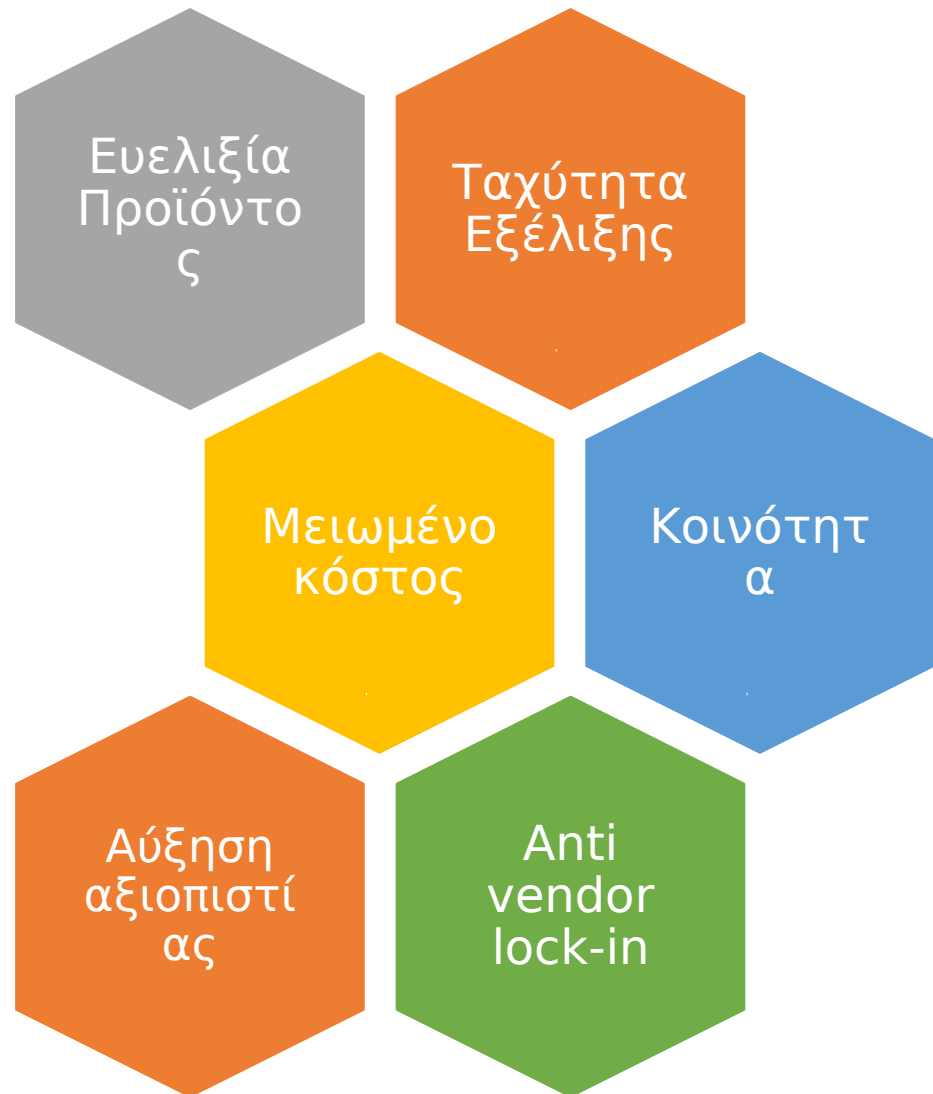 Ευελιξία
Προϊόντο
ς
Ταχύτητα
Εξέλιξης
Μειωμένο
κόστος
Κοινότητ
α
Αύξηση
αξιοπιστί
ας
Anti
vendor
lock-in